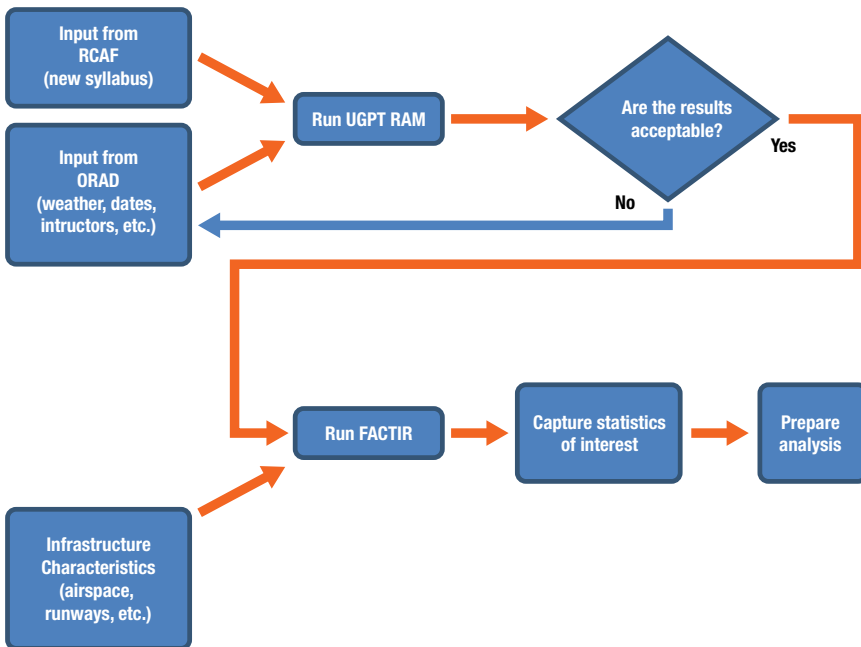 Input from
RCAF
(new syllabus)
Input from
ORAD
(weather, dates,
intructors, etc.)
Run UGPT RAM
Are the results
acceptable?
Yes
No
Run FACTIR
Capture statistics
of interest
Prepare
analysis
Infrastructure
Characteristics
(airspace,
runways, etc.)